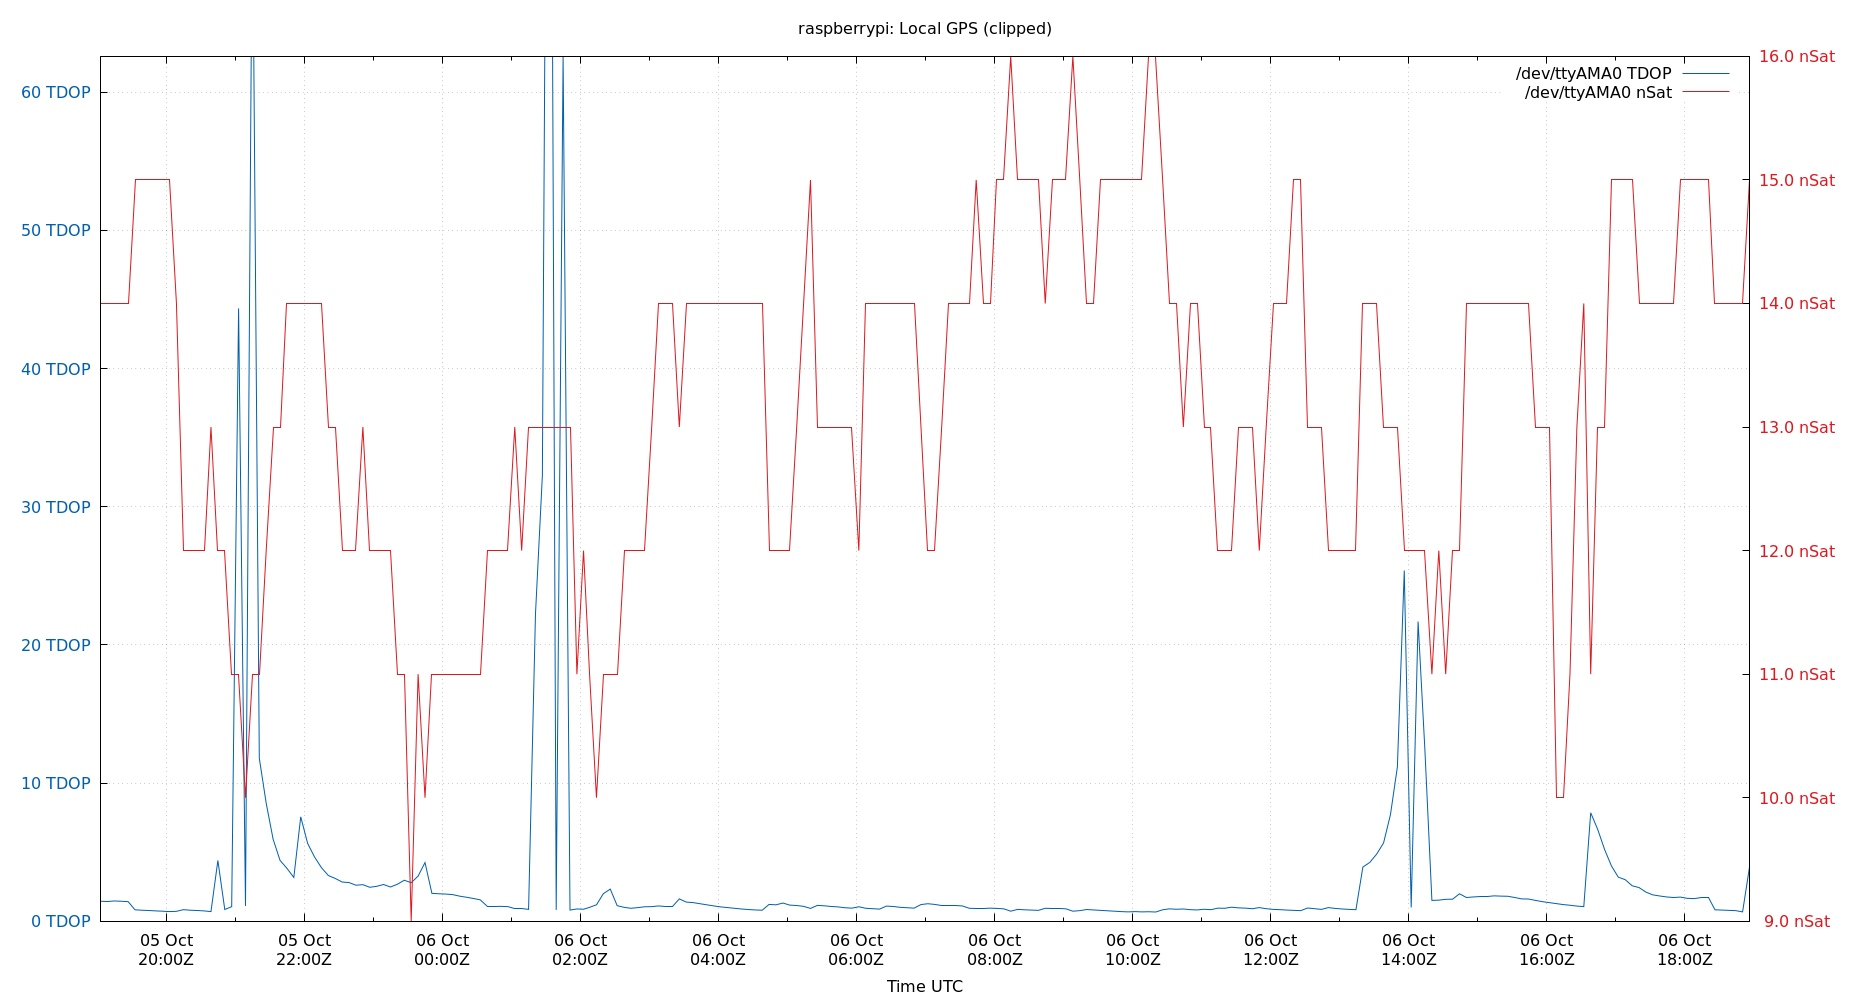 raspberrypi: Local GPS (clipped)
/dev/ttyAMA0 TDOP
/dev/ttyAMA0 nSat
60 TDOP
50 TDOP
40 TDOP
30 TDOP
20 TDOP
10 TDOP
0 TDOP
16.0 nSat
15.0 nSat
14.0 nSat
13.0 nSat
12.0 nSat
11.0 nSat
10.0 nSat
9.0 nSat
05 Oct
20:00Z
05 Oct
22:00Z
06 Oct
00:00Z
06 Oct
02:00Z
06 Oct
04:00Z
06 Oct
06:00Z
06 Oct
08:00Z
06 Oct
10:00Z
06 Oct
12:00Z
06 Oct
14:00Z
06 Oct
16:00Z
06 Oct
18:00Z
Time UTC